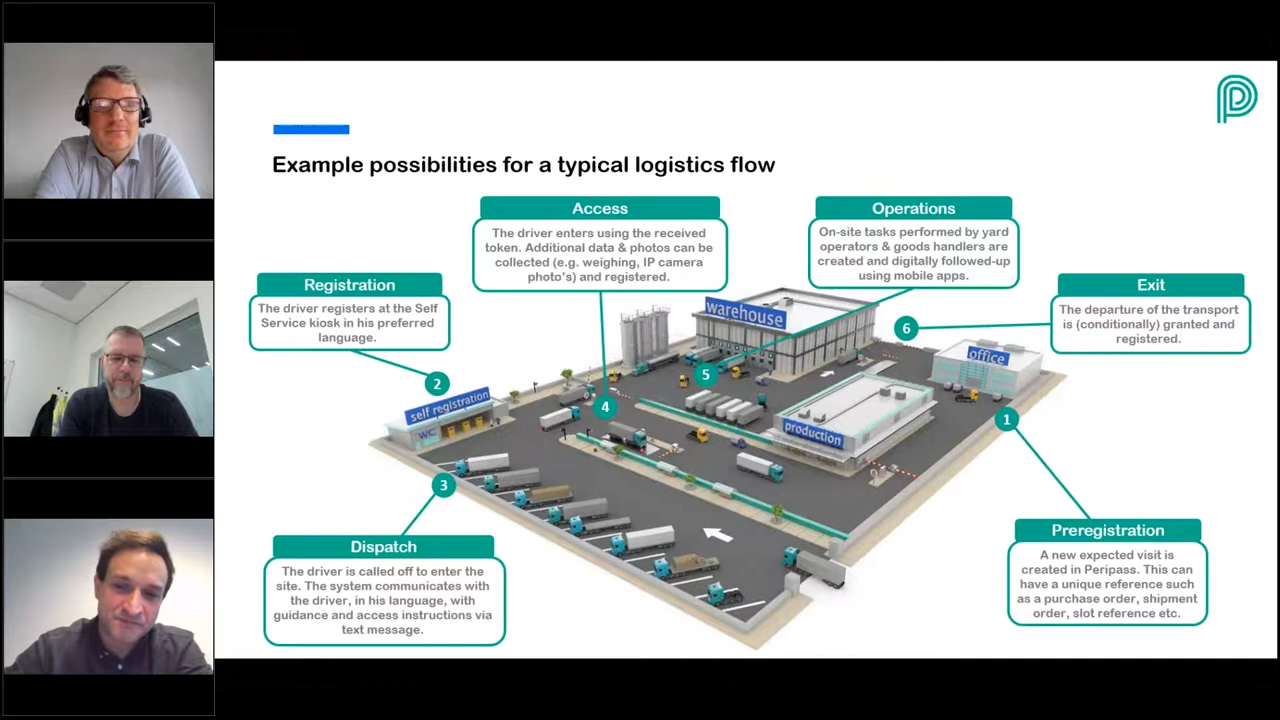 Example possibilities for a typical logistics flow
Access
The driver enters using the received
token. Additional data & photos can be
collected (e.g. weighing, IP camera
photo's) and registered.
Operations
On-site tasks performed by yard
operators & goods handlers are
created and digitally followed-up
using mobile apps.
Registration
The driver registers at the Self
Service kiosk in his preferred
language.
Exit
The departure of the transport
is (conditionally) granted and
registered.
warehouse
6
office
5
2
self registration
WC
4
1
production
3
Dispatch
The driver is called off to enter the
site. The system communicates with
the driver, in his language, with
guidance and access instructions via
text message.
Preregistration
A new expected visit is
created in Peripass. This can
have a unique reference such
as a purchase order, shipment
order, slot reference etc.